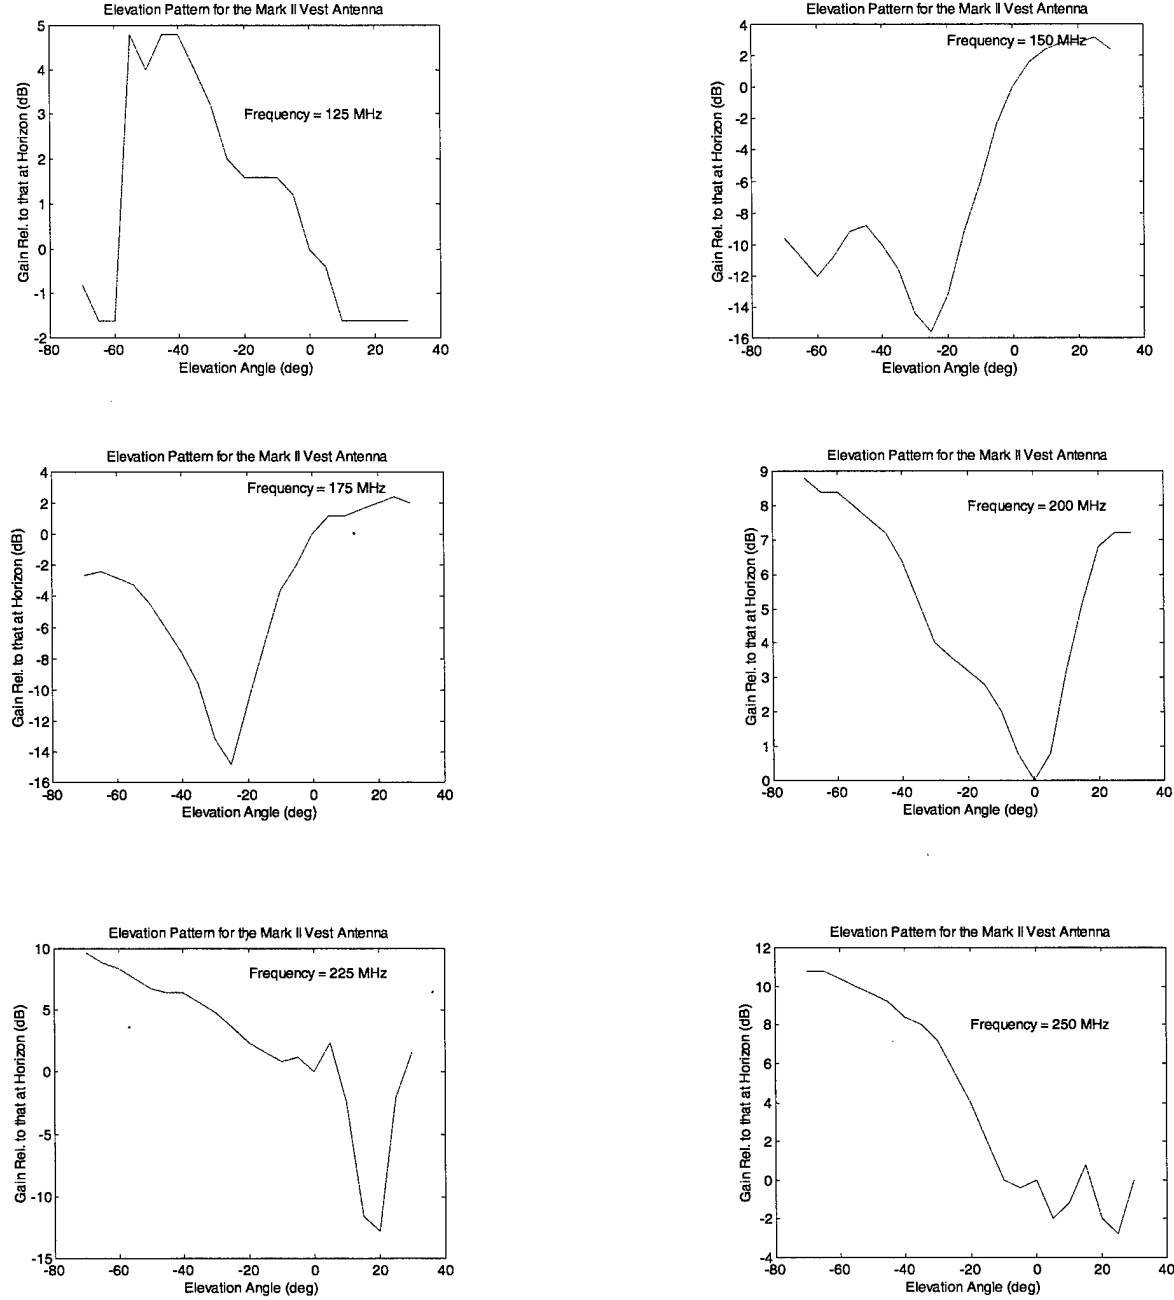 Elevation Pattern for the Mark II Vest Antenna
Frequency = 125 MHz
Gain Rel. to that at Horizon (dB)
5
4
3
2
1
0
-1
-2
-80 -60 -40 -20 0 20 40
Elevation Angle (deg)
Elevation Pattern for the Mark II Vest Antenna
Frequency = 150 MHz
Gain Rel. to that at Horizon (dB)
4
2
0
-2
-4
-6
-8
-10
-12
-14
-16
-80 -60 -40 -20 0 20 40
Elevation Angle (deg)
Elevation Pattern for the Mark II Vest Antenna
Frequency = 175 MHz
Gain Rel. to that at Horizon (dB)
4
2
0
-2
-4
-6
-8
-10
-12
-14
-16
-80 -60 -40 -20 0 20 40
Elevation Angle (deg)
Elevation Pattern for the Mark II Vest Antenna
Frequency = 200 MHz
Gain Rel. to that at Horizon (dB)
9
8
7
6
5
4
3
2
1
0
-80 -60 -40 -20 0 20 40
Elevation Angle (deg)
Elevation Pattern for the Mark II Vest Antenna
Frequency = 225 MHz
Gain Rel. to that at Horizon (dB)
10
5
0
-5
-10
-15
-80 -60 -40 -20 0 20 40
Elevation Angle (deg)
Elevation Pattern for the Mark II Vest Antenna
Frequency = 250 MHz
Gain Rel. to that at Horizon (dB)
12
10
8
6
4
2
0
-2
-4
-80 -60 -40 -20 0 20 40
Elevation Angle (deg)